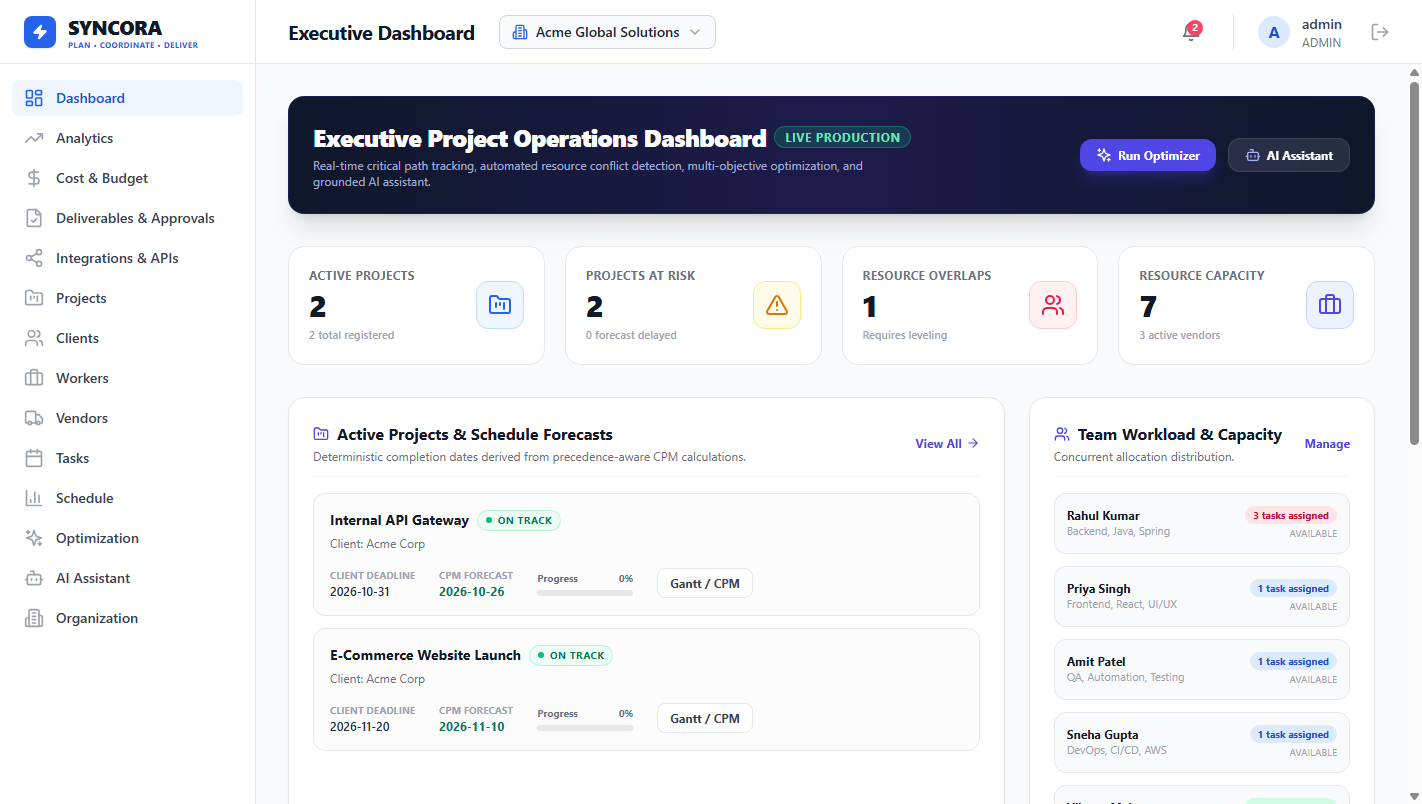 SYNCORA
PLAN • COORDINATE • DELIVER
Executive Dashboard
Acme Global Solutions
2
A
admin
ADMIN
Dashboard
Analytics
Cost & Budget
Deliverables & Approvals
Integrations & APIs
Projects
Clients
Workers
Vendors
Tasks
Schedule
Optimization
AI Assistant
Organization
Executive Project Operations Dashboard
LIVE PRODUCTION
Real-time critical path tracking, automated resource conflict detection, multi-objective optimization, and
grounded AI assistant.
Run Optimizer
AI Assistant
ACTIVE PROJECTS
2
2 total registered
PROJECTS AT RISK
2
0 forecast delayed
RESOURCE OVERLAPS
1
Requires leveling
RESOURCE CAPACITY
7
3 active vendors
Active Projects & Schedule Forecasts
Deterministic completion dates derived from precedence-aware CPM calculations.
View All
Internal API Gateway
ON TRACK
Client: Acme Corp
CLIENT DEADLINE
2026-10-31
CPM FORECAST
2026-10-26
Progress
0%
Gantt / CPM
E-Commerce Website Launch
ON TRACK
Client: Acme Corp
CLIENT DEADLINE
2026-11-20
CPM FORECAST
2026-11-10
Progress
0%
Gantt / CPM
Team Workload & Capacity
Concurrent allocation distribution.
Manage
Rahul Kumar
Backend, Java, Spring
3 tasks assigned
AVAILABLE
Priya Singh
Frontend, React, UI/UX
1 task assigned
AVAILABLE
Amit Patel
QA, Automation, Testing
1 task assigned
AVAILABLE
Sneha Gupta
DevOps, CI/CD, AWS
1 task assigned
AVAILABLE